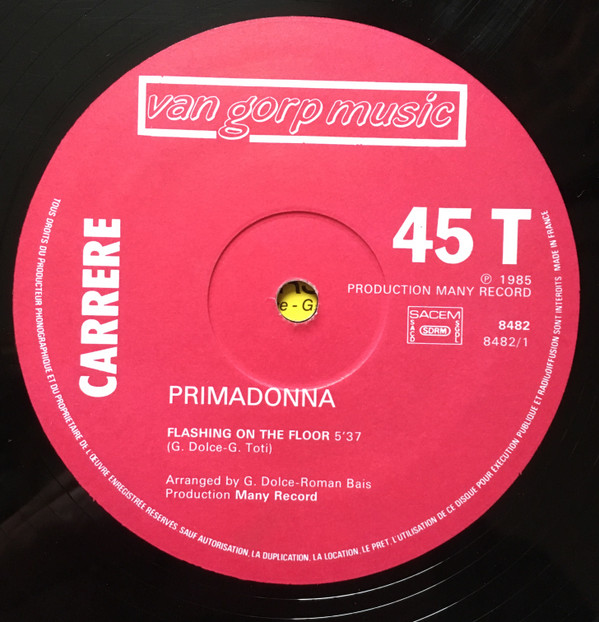 van gorp music
CARRERE
45 T
℗ 1985
PRODUCTION MANY RECORD
SACEM
SACD
SDRM
SGDL
8482
8482/1
e - G
PRIMADONNA
FLASHING ON THE FLOOR 5'37
(G. Dolce-G. Toti)
Arranged by G. Dolce-Roman Bais
Production Many Record
TOUS DROITS DU PRODUCTEUR PHONOGRAPHIQUE ET DU PROPRIETAIRE DE L'ŒUVRE ENREGISTREE RESERVES. SAUF AUTORISATION, LA DUPLICATION, LA LOCATION, LE PRET, L'UTILISATION DE CE DISQUE POUR EXECUTION PUBLIQUE ET RADIODIFFUSION SONT INTERDITS. MADE IN FRANCE